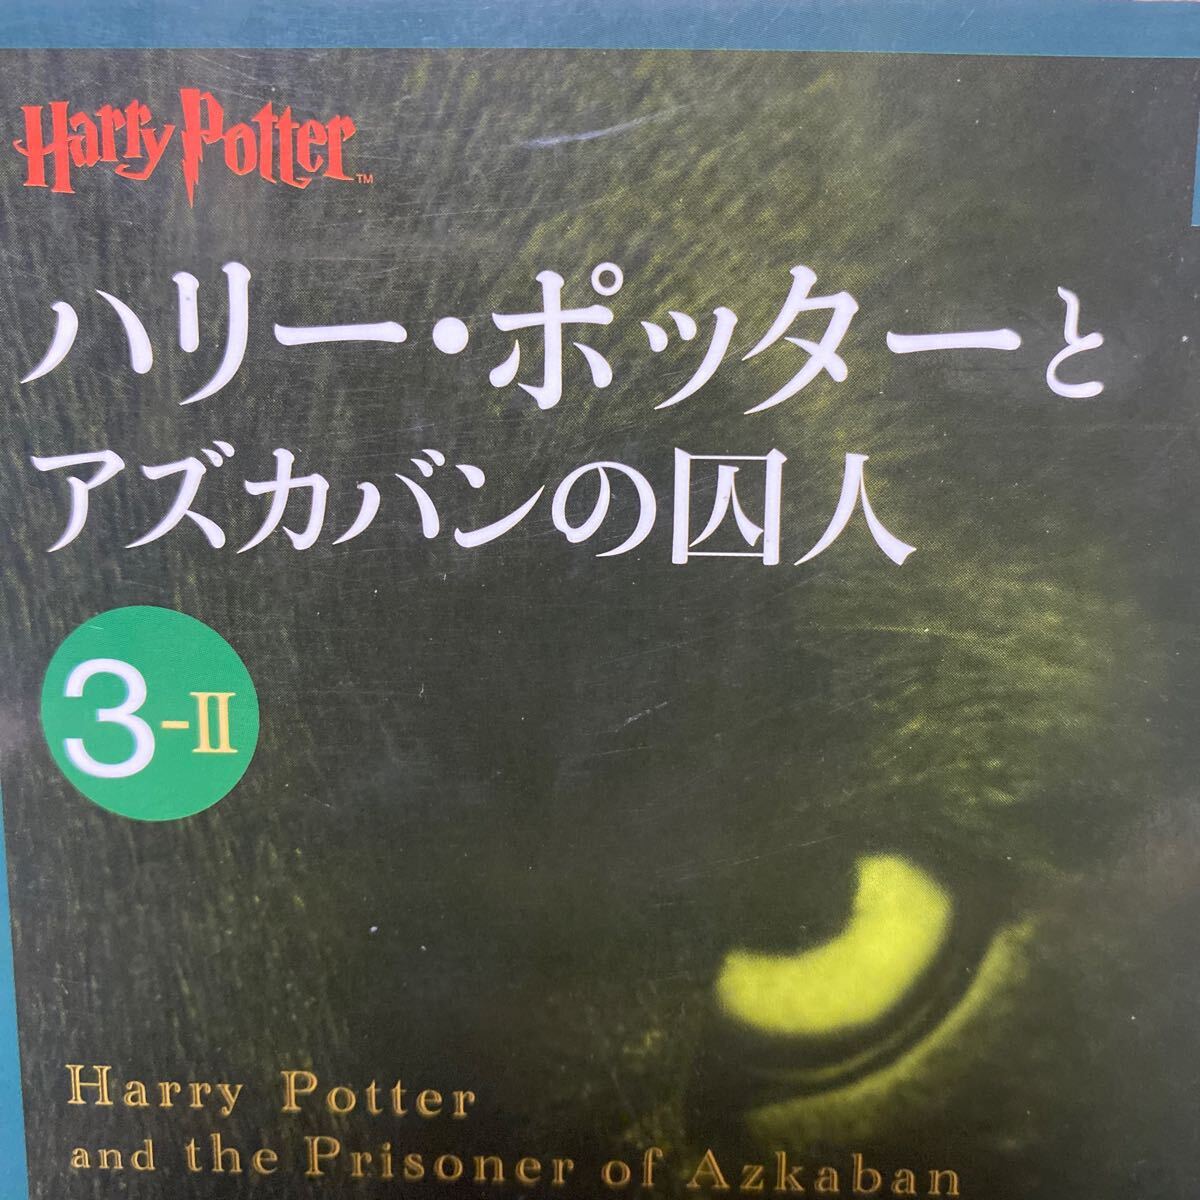 Harry Potter™
ハリー・ポッターと
アズカバンの囚人
3-II
Harry Potter
and the Prisoner of Azkaban